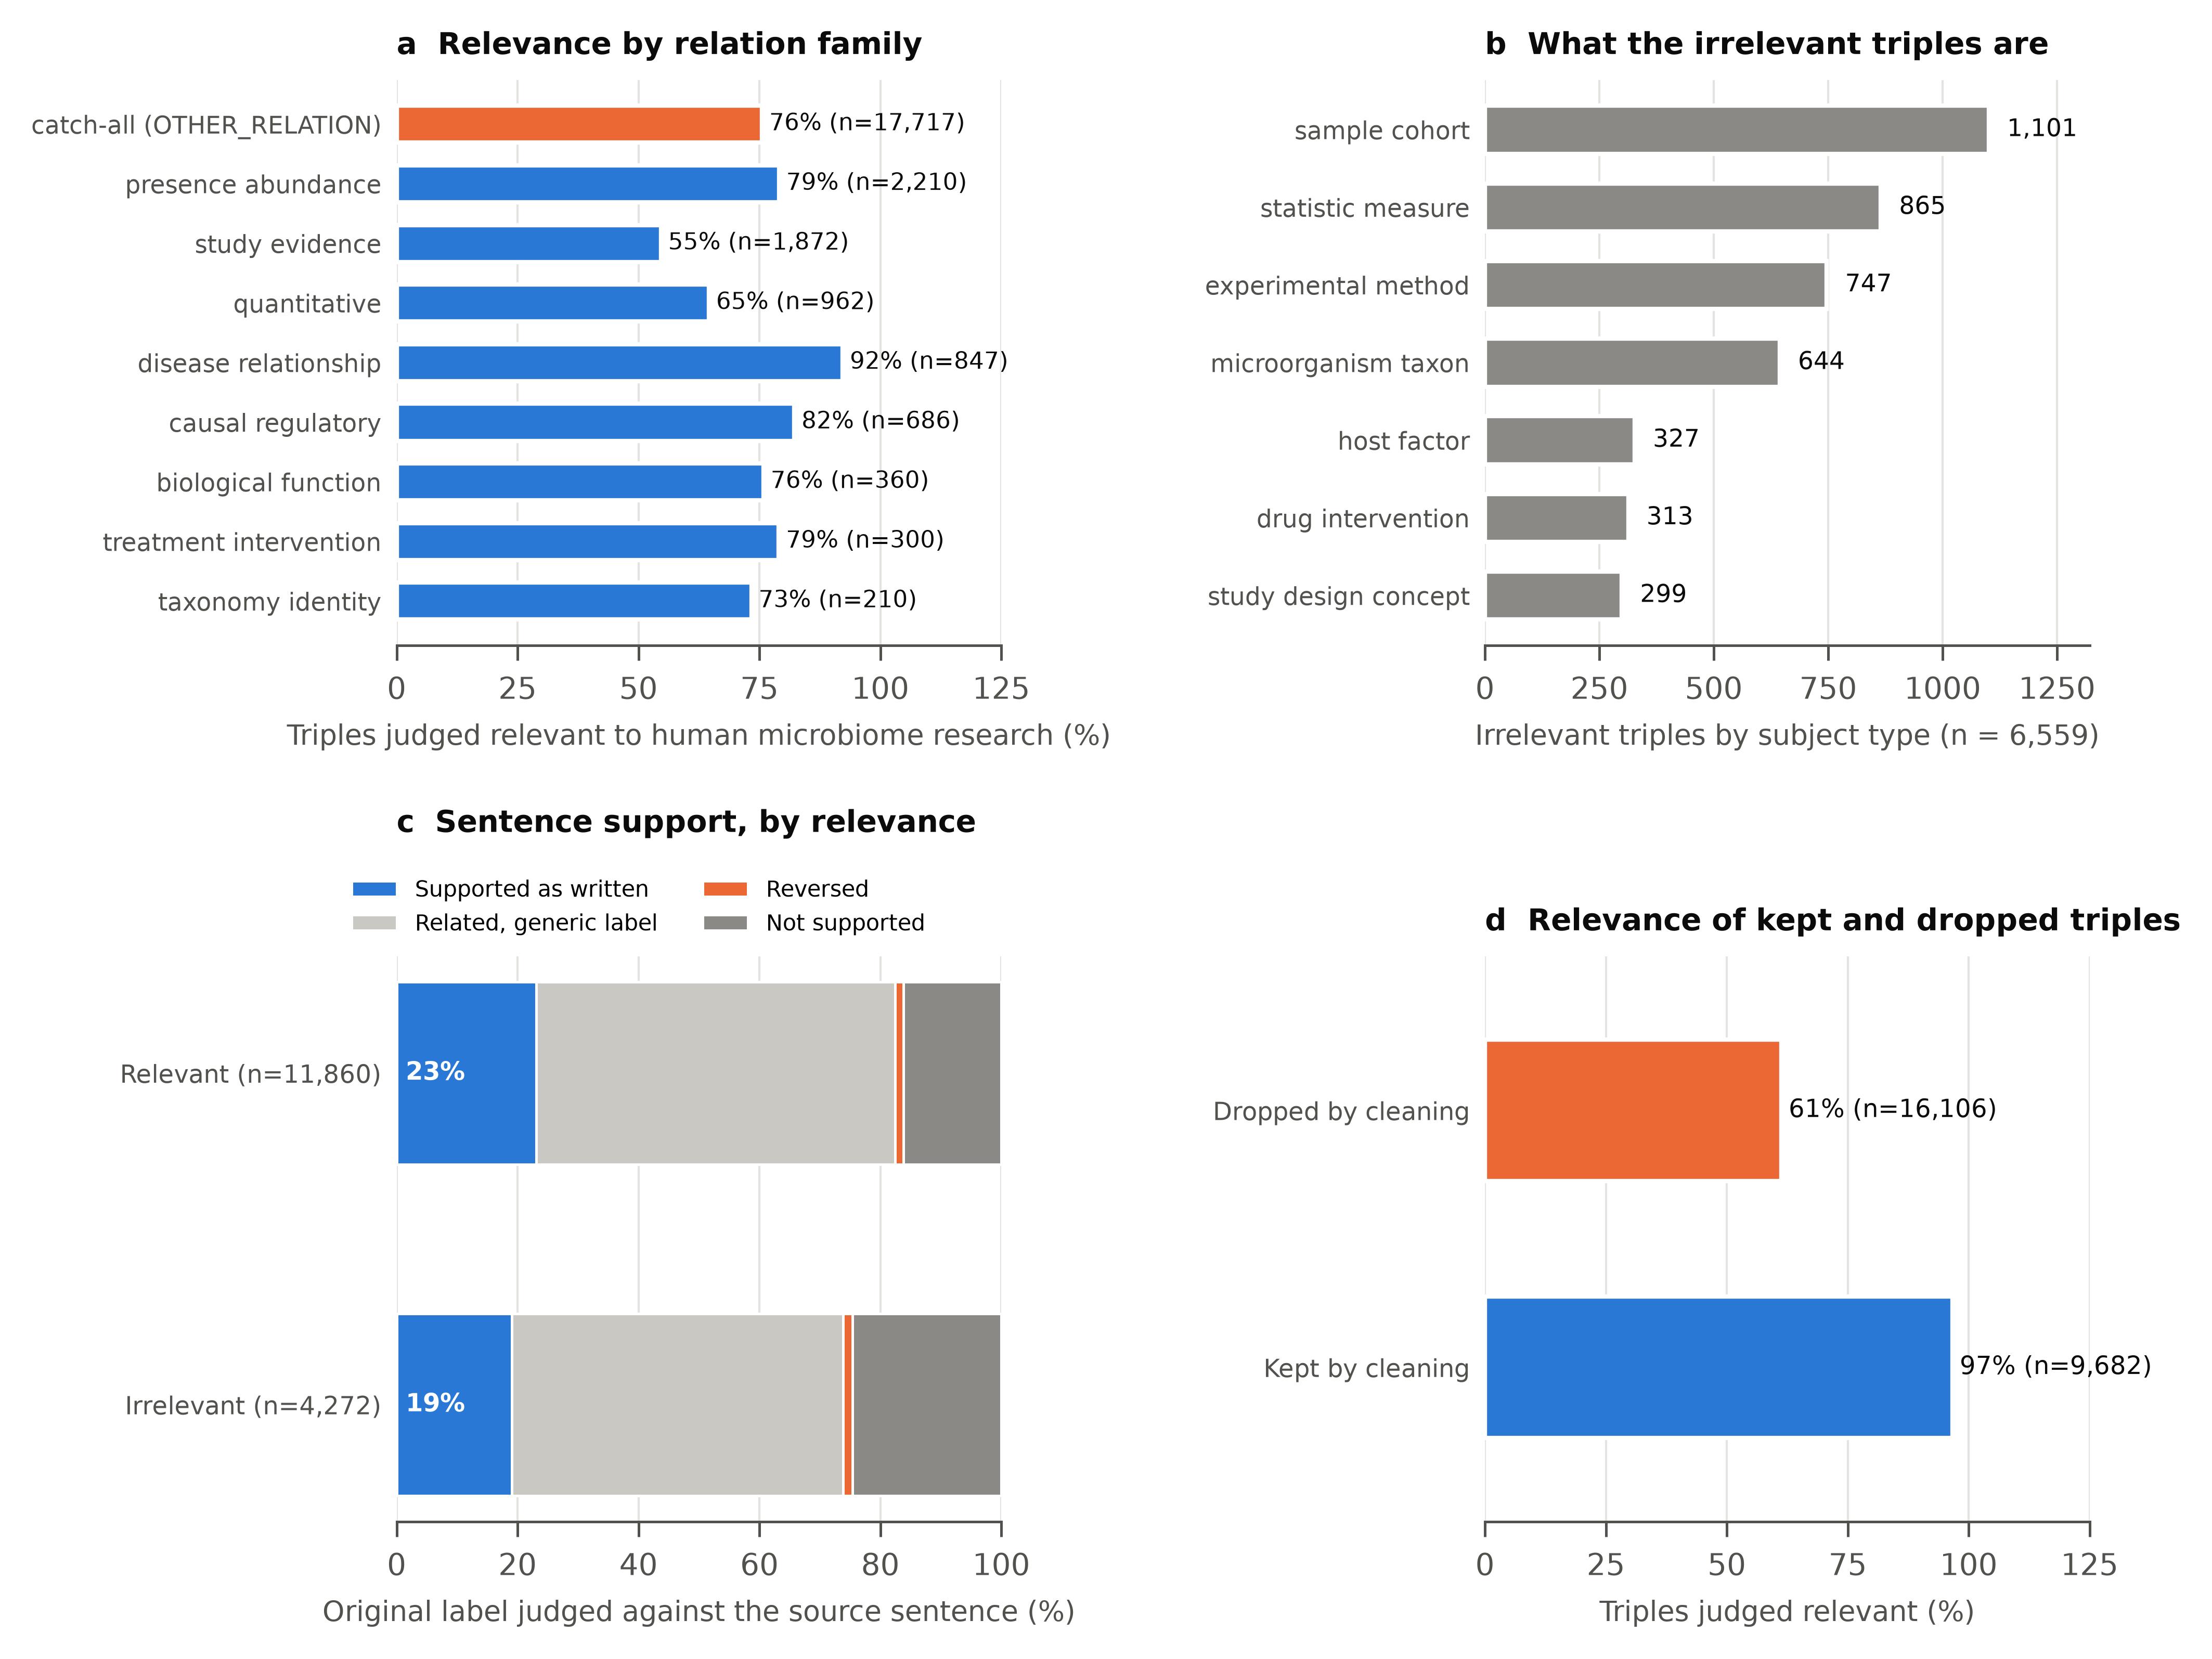 a Relevance by relation family
catch-all (OTHER_RELATION) 76% (n=17,717)
presence abundance 79% (n=2,210)
study evidence 55% (n=1,872)
quantitative 65% (n=962)
disease relationship 92% (n=847)
causal regulatory 82% (n=686)
biological function 76% (n=360)
treatment intervention 79% (n=300)
taxonomy identity 73% (n=210)
0 25 50 75 100 125
Triples judged relevant to human microbiome research (%)
b What the irrelevant triples are
sample cohort 1,101
statistic measure 865
experimental method 747
microorganism taxon 644
host factor 327
drug intervention 313
study design concept 299
0 250 500 750 1000 1250
Irrelevant triples by subject type (n = 6,559)
c Sentence support, by relevance
Supported as written Reversed
Related, generic label Not supported
Relevant (n=11,860) 23%
Irrelevant (n=4,272) 19%
0 20 40 60 80 100
Original label judged against the source sentence (%)
d Relevance of kept and dropped triples
Dropped by cleaning 61% (n=16,106)
Kept by cleaning 97% (n=9,682)
0 25 50 75 100 125
Triples judged relevant (%)